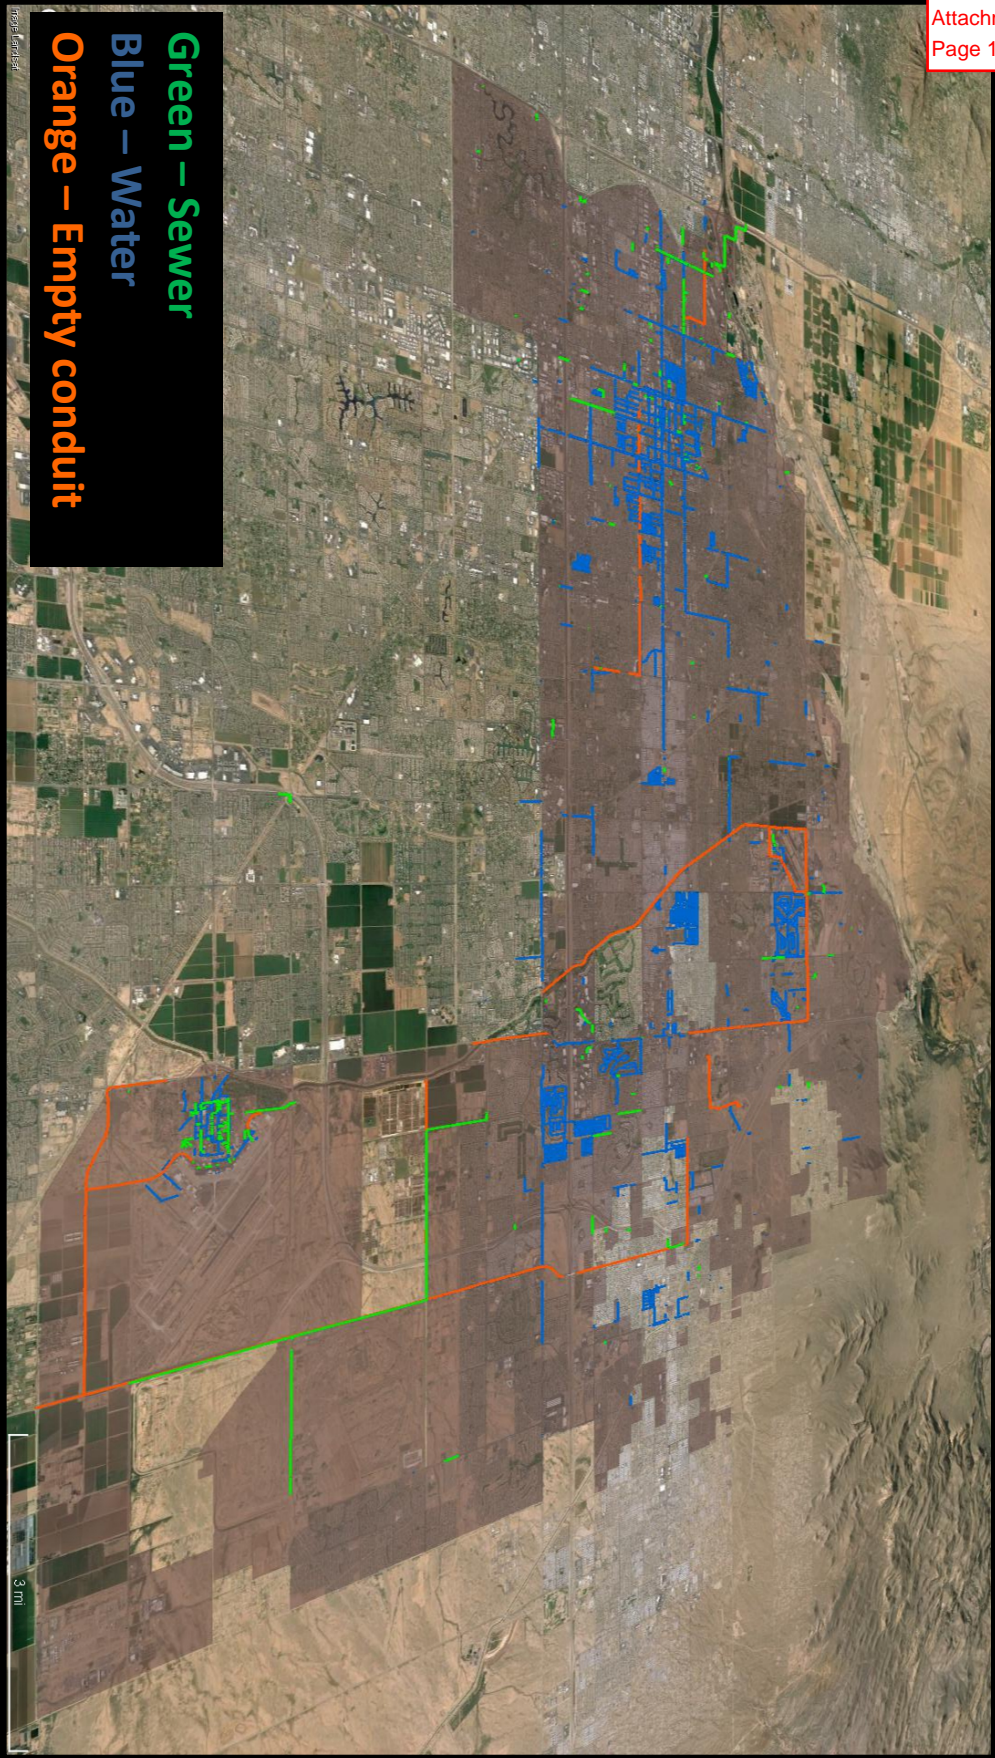 Attachm
Page 1
Green – Sewer
Blue – Water
Orange – Empty conduit
3 mi